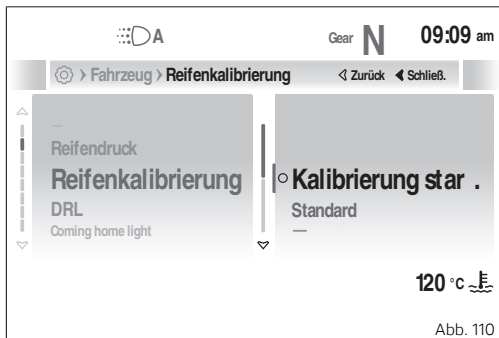 A Gear N 09:09 am
Fahrzeug Reifenkalibrierung Zurück Schließ.
—
Reifendruck
Reifenkalibrierung
DRL
Coming home light
Kalibrierung star .
Standard
—
120 °C
Abb. 110